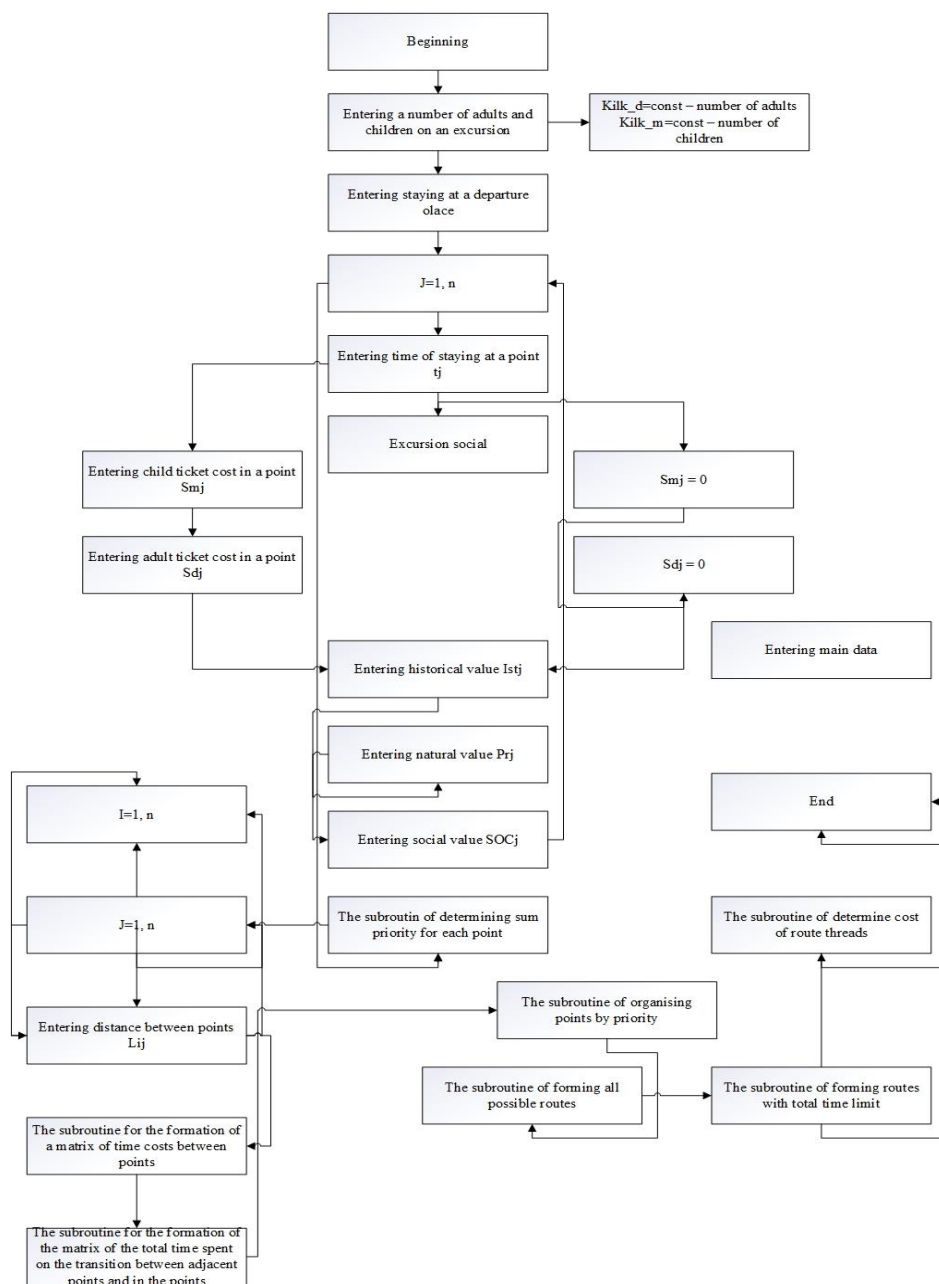 Beginning
Entering a number of adults and
children on an excursion
Kilk_d=const – number of adults
Kilk_m=const – number of
children
Entering staying at a departure
olace
J=1, n
Entering time of staying at a point
tj
Excursion social
Entering child ticket cost in a point
Smj
Smj = 0
Entering adult ticket cost in a point
Sdj
Sdj = 0
Entering historical value Istj
Entering main data
Entering natural value Prj
I=1, n
End
Entering social value SOCj
J=1, n
The subroutin of determining sum
priority for each point
The subroutine of determine cost
of route threads
Entering distance between points
Lij
The subroutine of organising
points by priority
The subroutine of forming all
possible routes
The subroutine of forming routes
with total time limit
The subroutine for the formation of
a matrix of time costs between
points
The subroutine for the formation of
the matrix of the total time spent
on the transition between adjacent
points and in the points